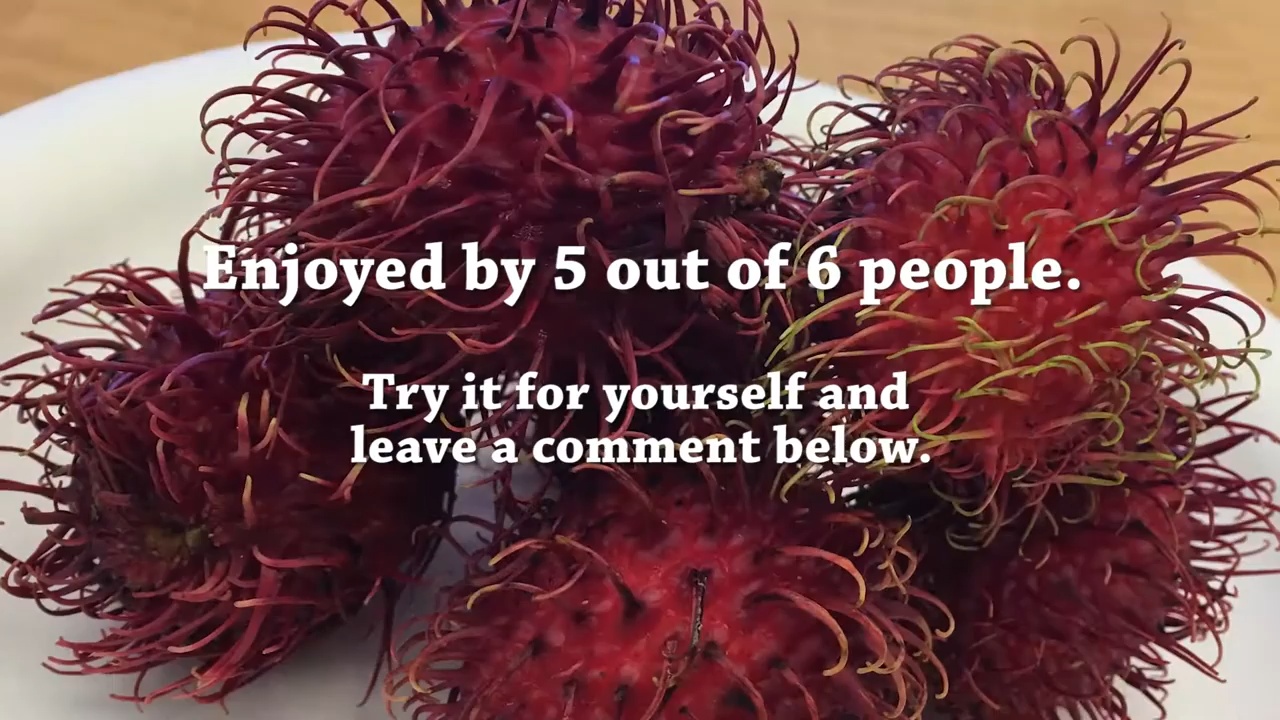 Enjoyed by 5 out of 6 people.
Try it for yourself and
leave a comment below.